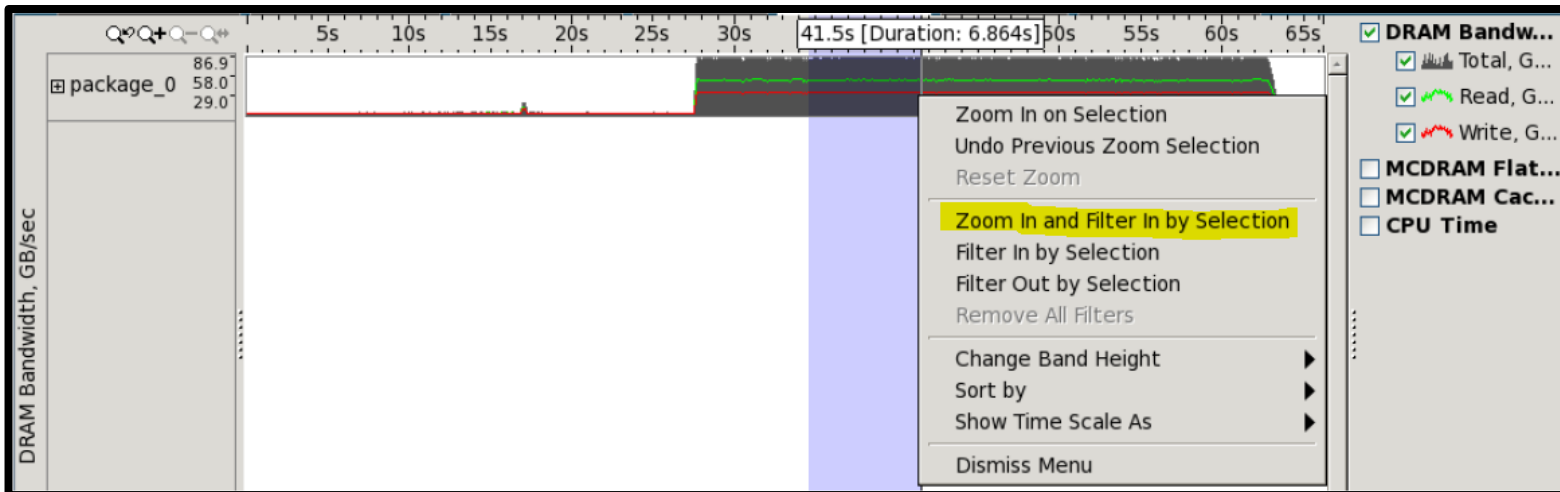 5s 10s 15s 20s 25s 30s 41.5s [Duration: 6.864s] 50s 55s 60s 65s
package_0
86.9
58.0
29.0
DRAM Bandwidth, GB/sec
Zoom In on Selection
Undo Previous Zoom Selection
Reset Zoom
Zoom In and Filter In by Selection
Filter In by Selection
Filter Out by Selection
Remove All Filters
Change Band Height
Sort by
Show Time Scale As
Dismiss Menu
DRAM Bandw...
Total, G...
Read, G...
Write, G...
MCDRAM Flat...
MCDRAM Cac...
CPU Time